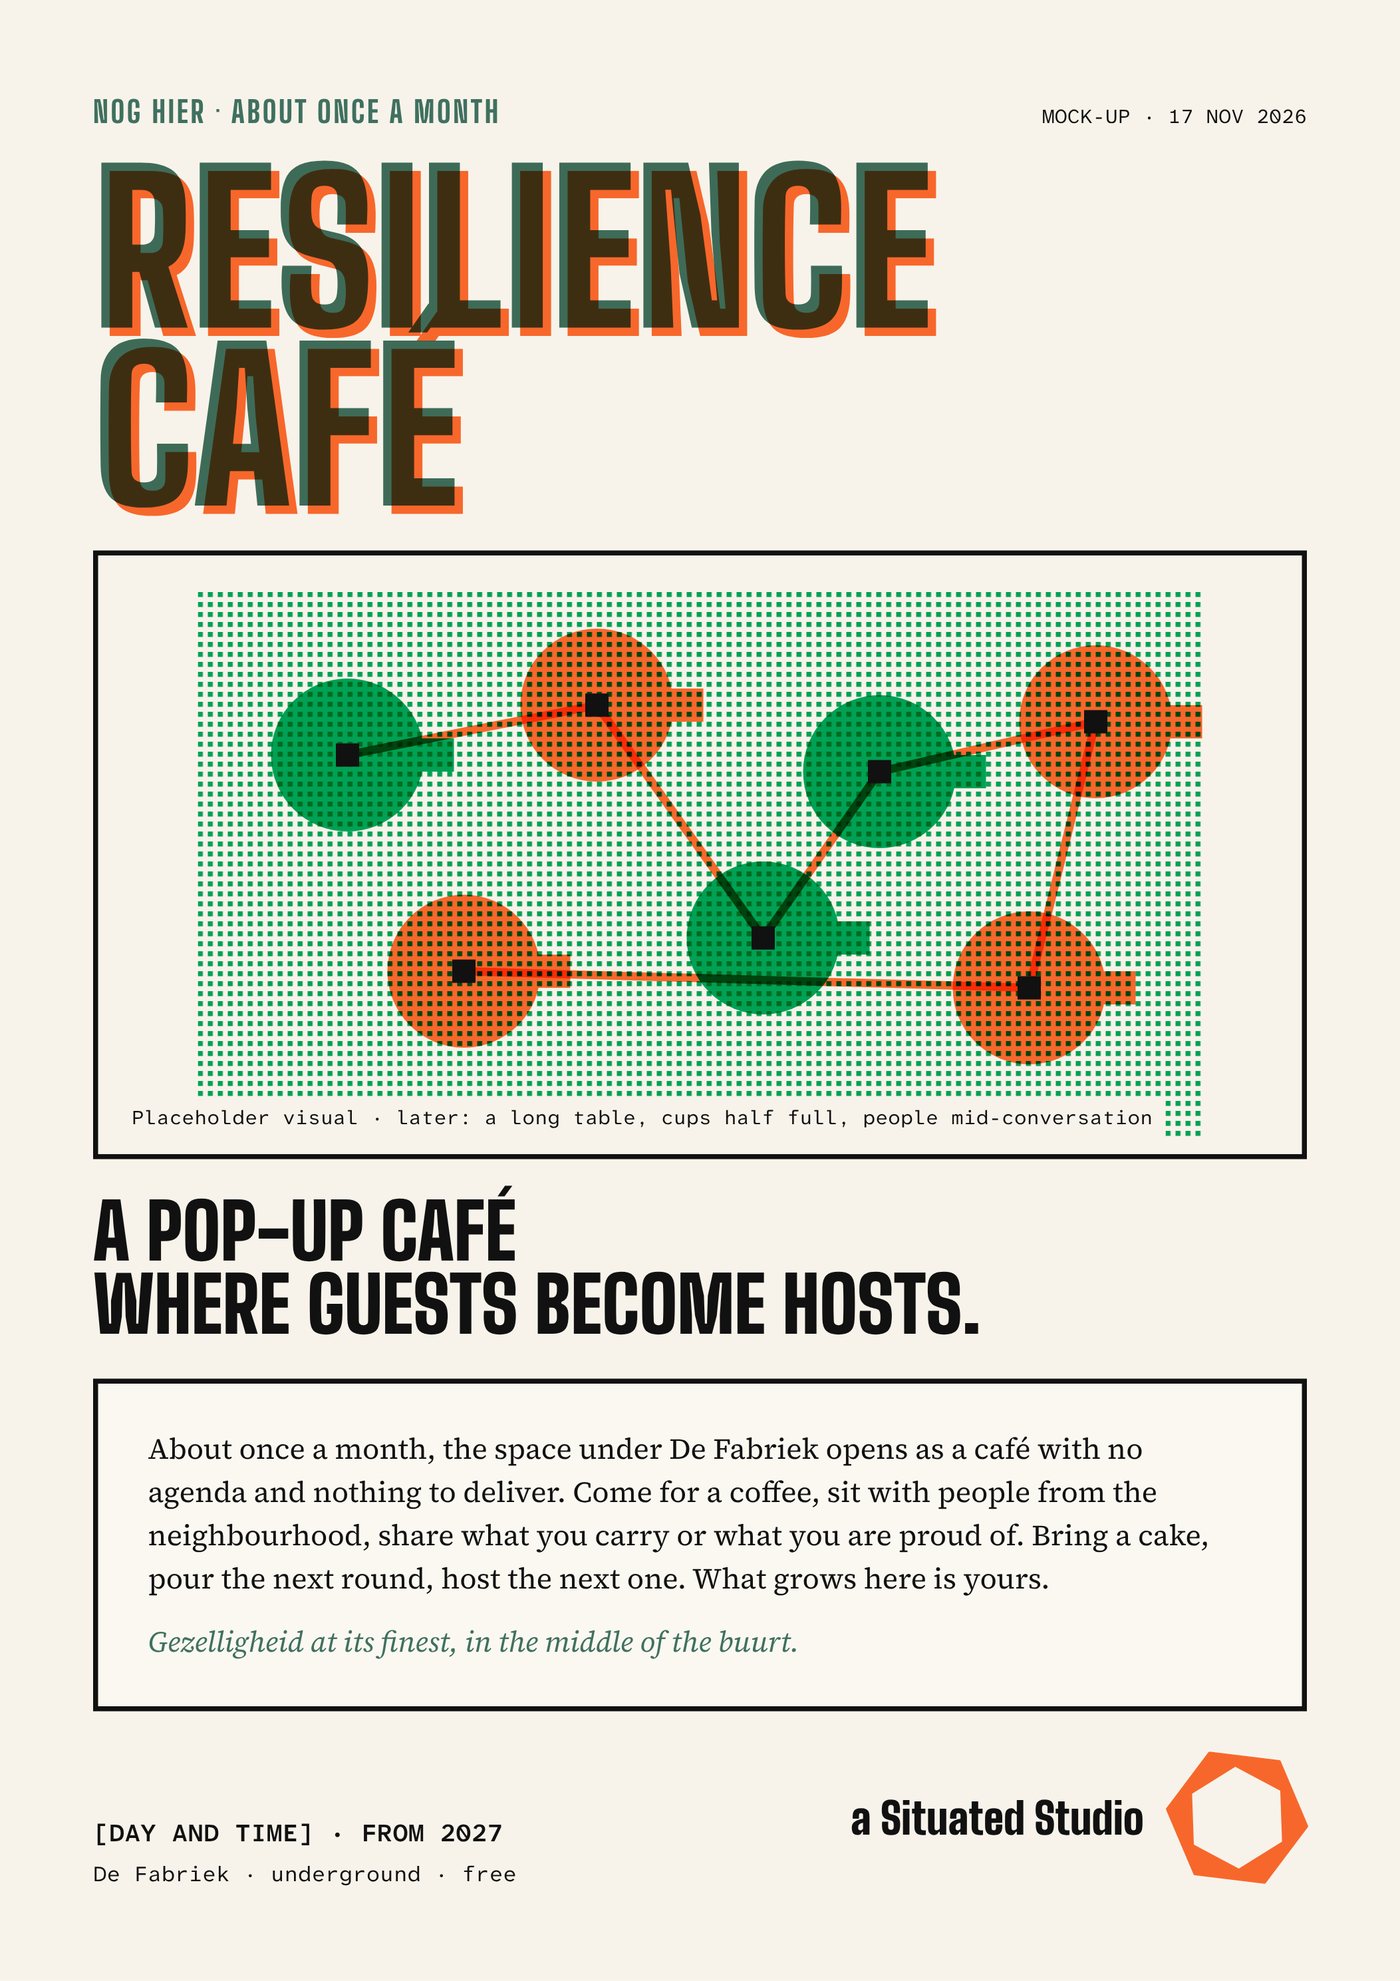 NOG HIER · ABOUT ONCE A MONTH
MOCK-UP · 17 NOV 2026
RESILIENCE
CAFÉ
Placeholder visual · later: a long table, cups half full, people mid-conversation
A POP-UP CAFÉ
WHERE GUESTS BECOME HOSTS.
About once a month, the space under De Fabriek opens as a café with no
agenda and nothing to deliver. Come for a coffee, sit with people from the
neighbourhood, share what you carry or what you are proud of. Bring a cake,
pour the next round, host the next one. What grows here is yours.
Gezelligheid at its finest, in the middle of the buurt.
a Situated Studio
[DAY AND TIME] · FROM 2027
De Fabriek · underground · free